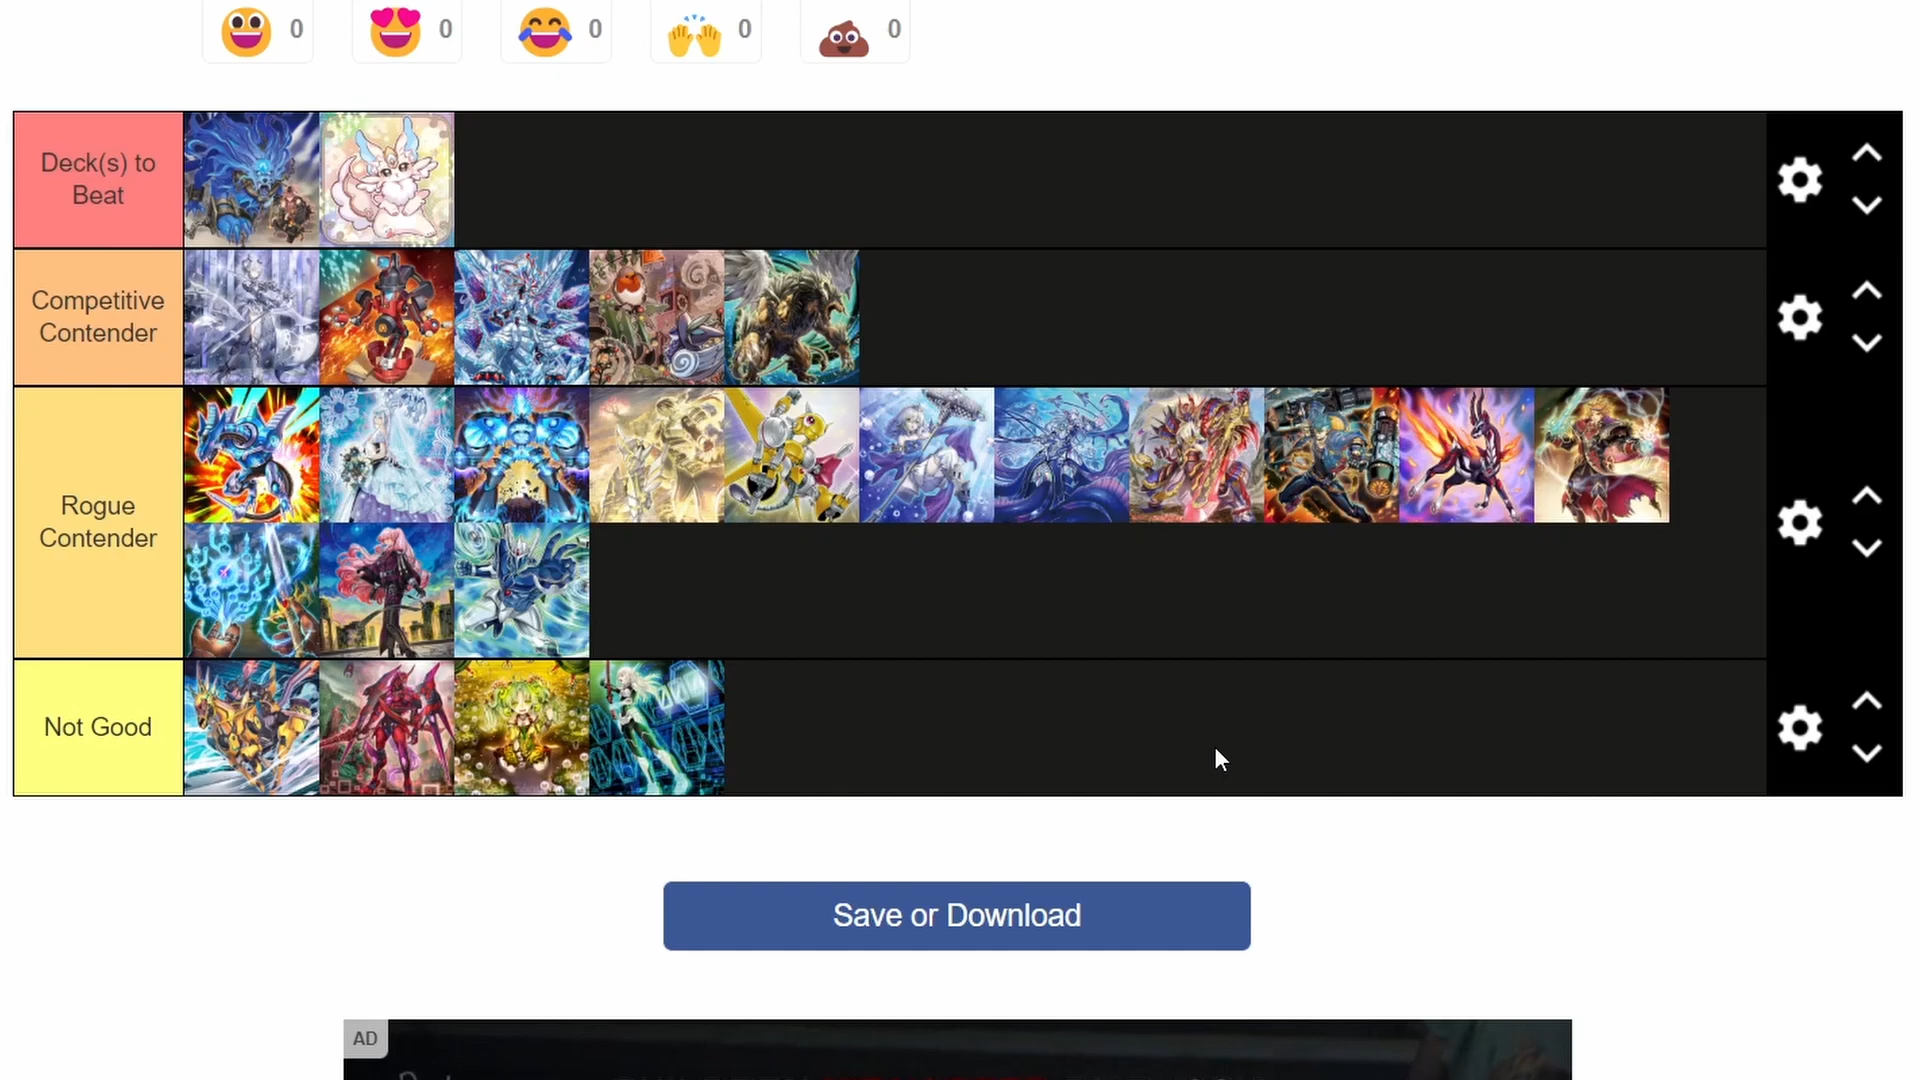 0 0 0 0 0
Deck(s) to
Beat
Competitive
Contender
Rogue
Contender
Not Good
Save or Download
AD